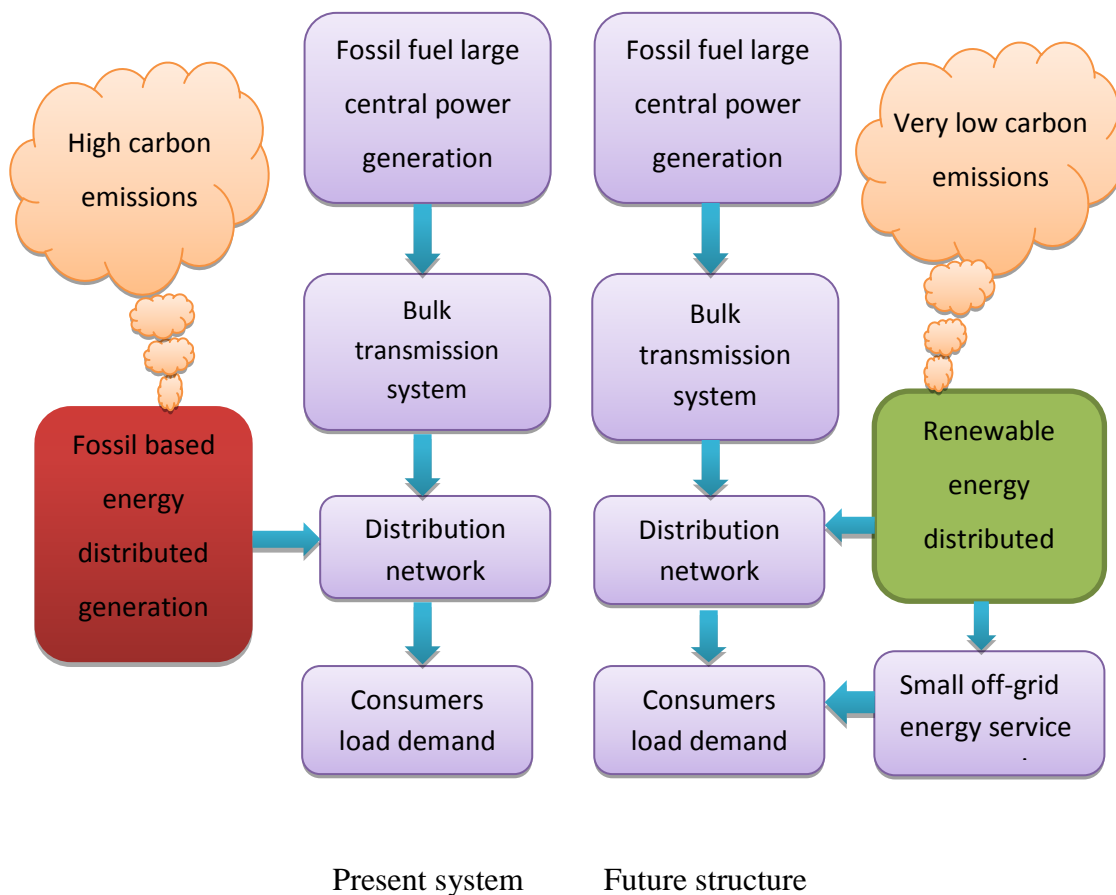 High carbon
emissions
Fossil based
energy
distributed
generation
Fossil fuel large
central power
generation
Bulk
transmission
system
Distribution
network
Consumers
load demand
Fossil fuel large
central power
generation
Bulk
transmission
system
Distribution
network
Consumers
load demand
Very low carbon
emissions
Renewable
energy
distributed
Small off-grid
energy service
Present system
Future structure